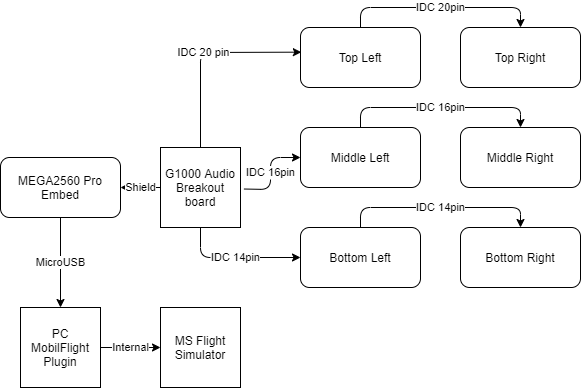 IDC 20pin
IDC 20 pin
Top Left
Top Right
IDC 16pin
G1000 Audio
Breakout
board
IDC 16pin
Middle Left
Middle Right
MEGA2560 Pro
Embed
Shield
IDC 14pin
IDC 14pin
Bottom Left
Bottom Right
MicroUSB
PC
MobilFlight
Plugin
Internal
MS Flight
Simulator